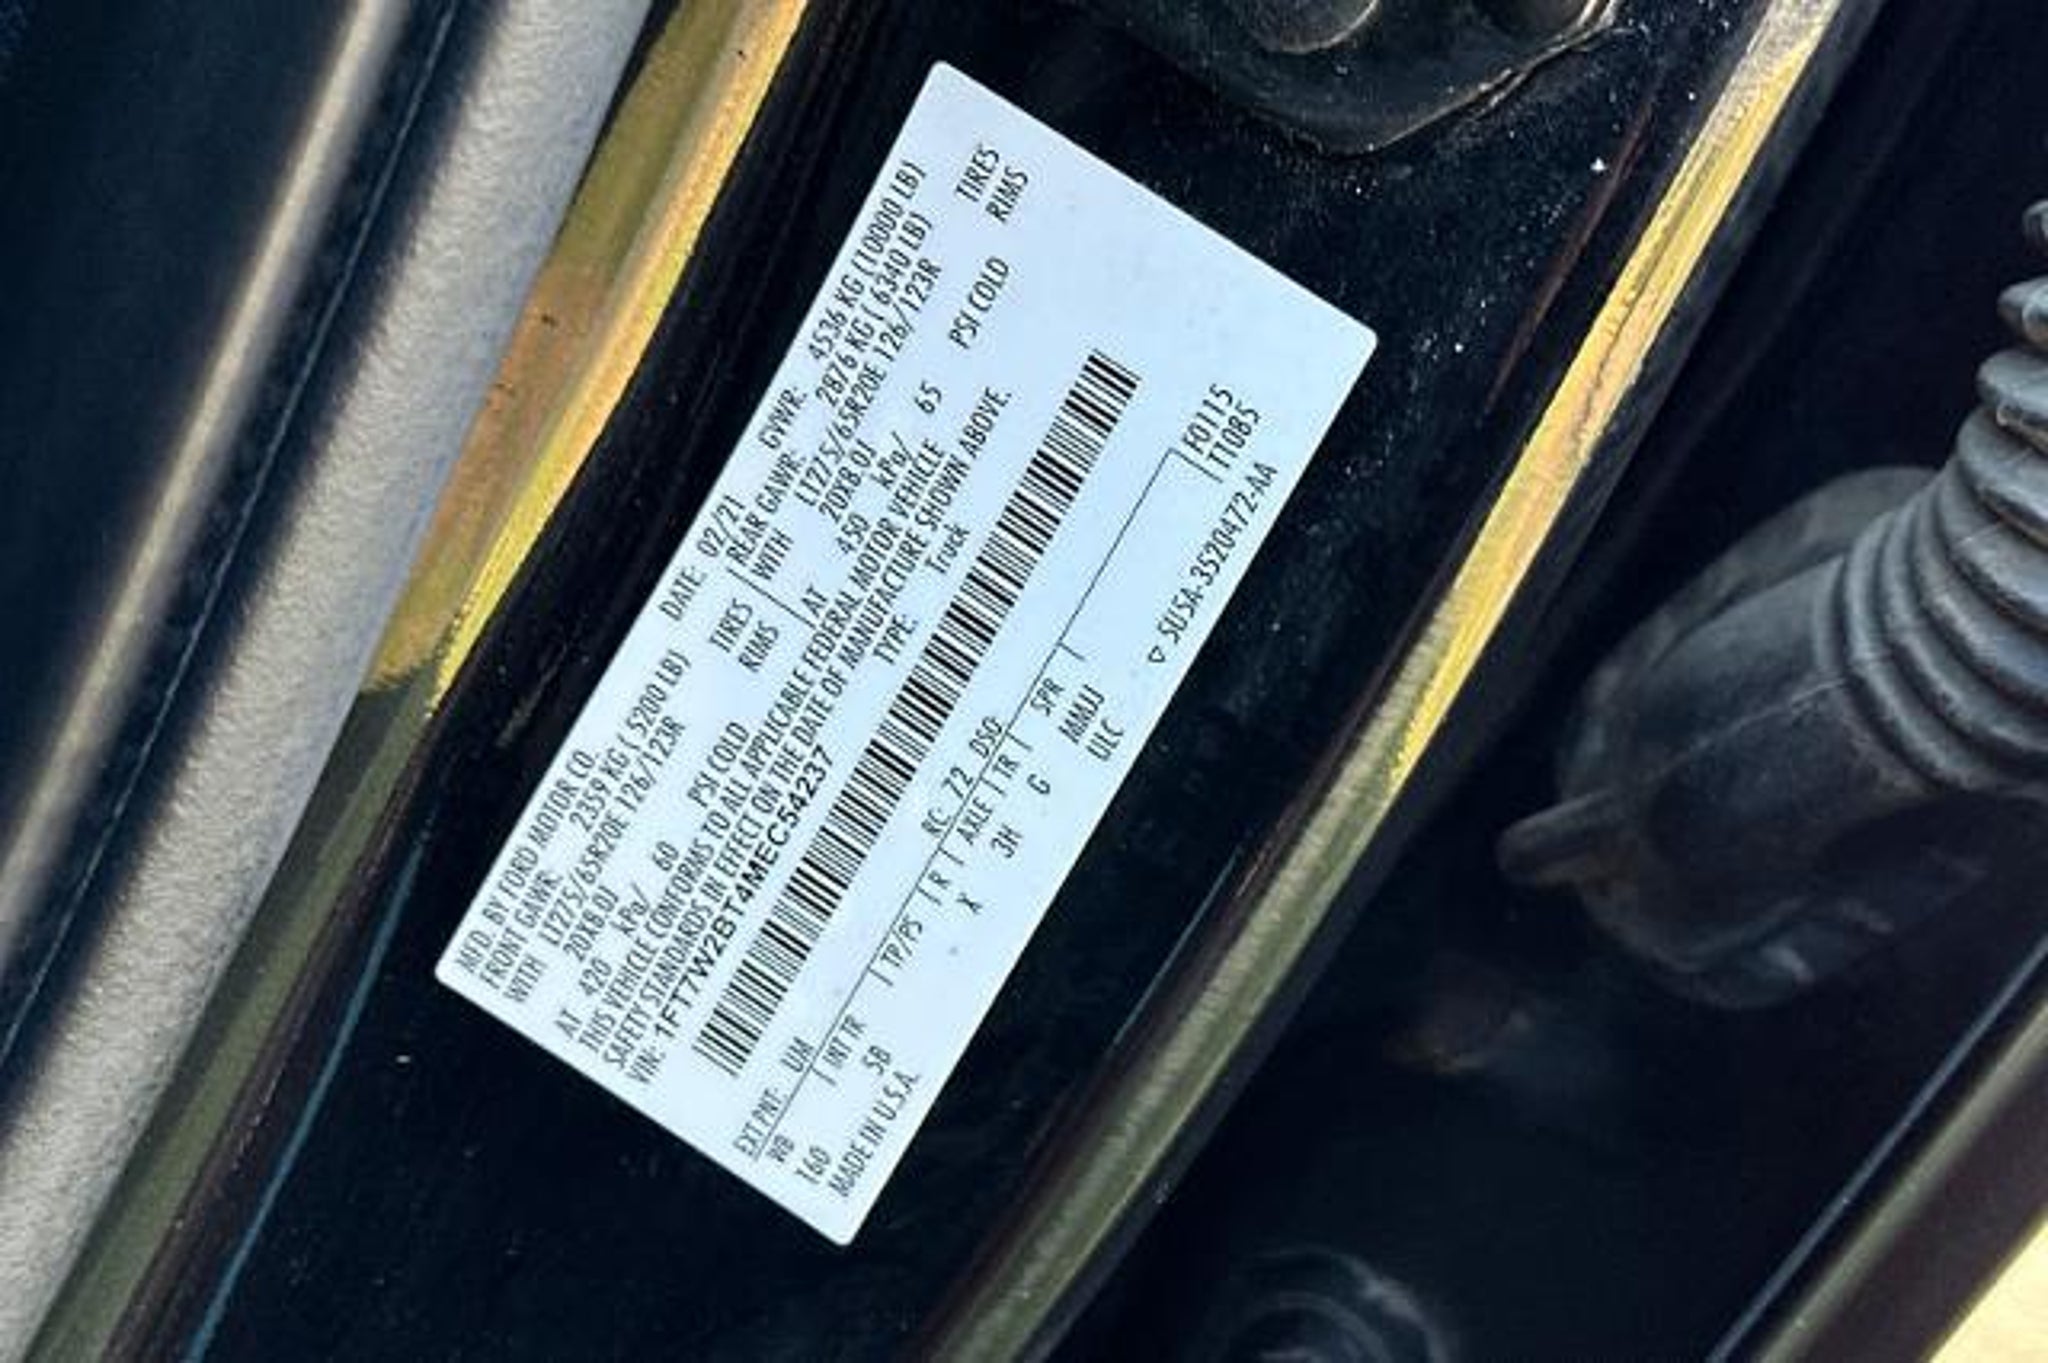 MFD. BY FORD MOTOR CO. DATE: 02/21 GVWR: 4536 KG (10000 LB)
FRONT GAWR: 2359 KG ( 5200 LB) REAR GAWR: 2876 KG ( 6340 LB)
WITH LT275/65R20E 126/123R TIRES WITH LT275/65R20E 126/123R TIRES
20X8.0J RIMS 20X8.0J RIMS
AT 420 kPa/ 60 PSI COLD AT 450 kPa/ 65 PSI COLD
THIS VEHICLE CONFORMS TO ALL APPLICABLE FEDERAL MOTOR VEHICLE
SAFETY STANDARDS IN EFFECT ON THE DATE OF MANUFACTURE SHOWN ABOVE.
VIN: 1FT7W2BT4MEC54237 TYPE: Truck
EXT PNT: UM RC: 72 DSO: F0115
WB | INT TR | TP/PS | R | AXLE | TR | SPR | T1085
160 SB X 3H G MMJJ
MADE IN U.S.A. ULC
▽ 5U5A-3520472-AA